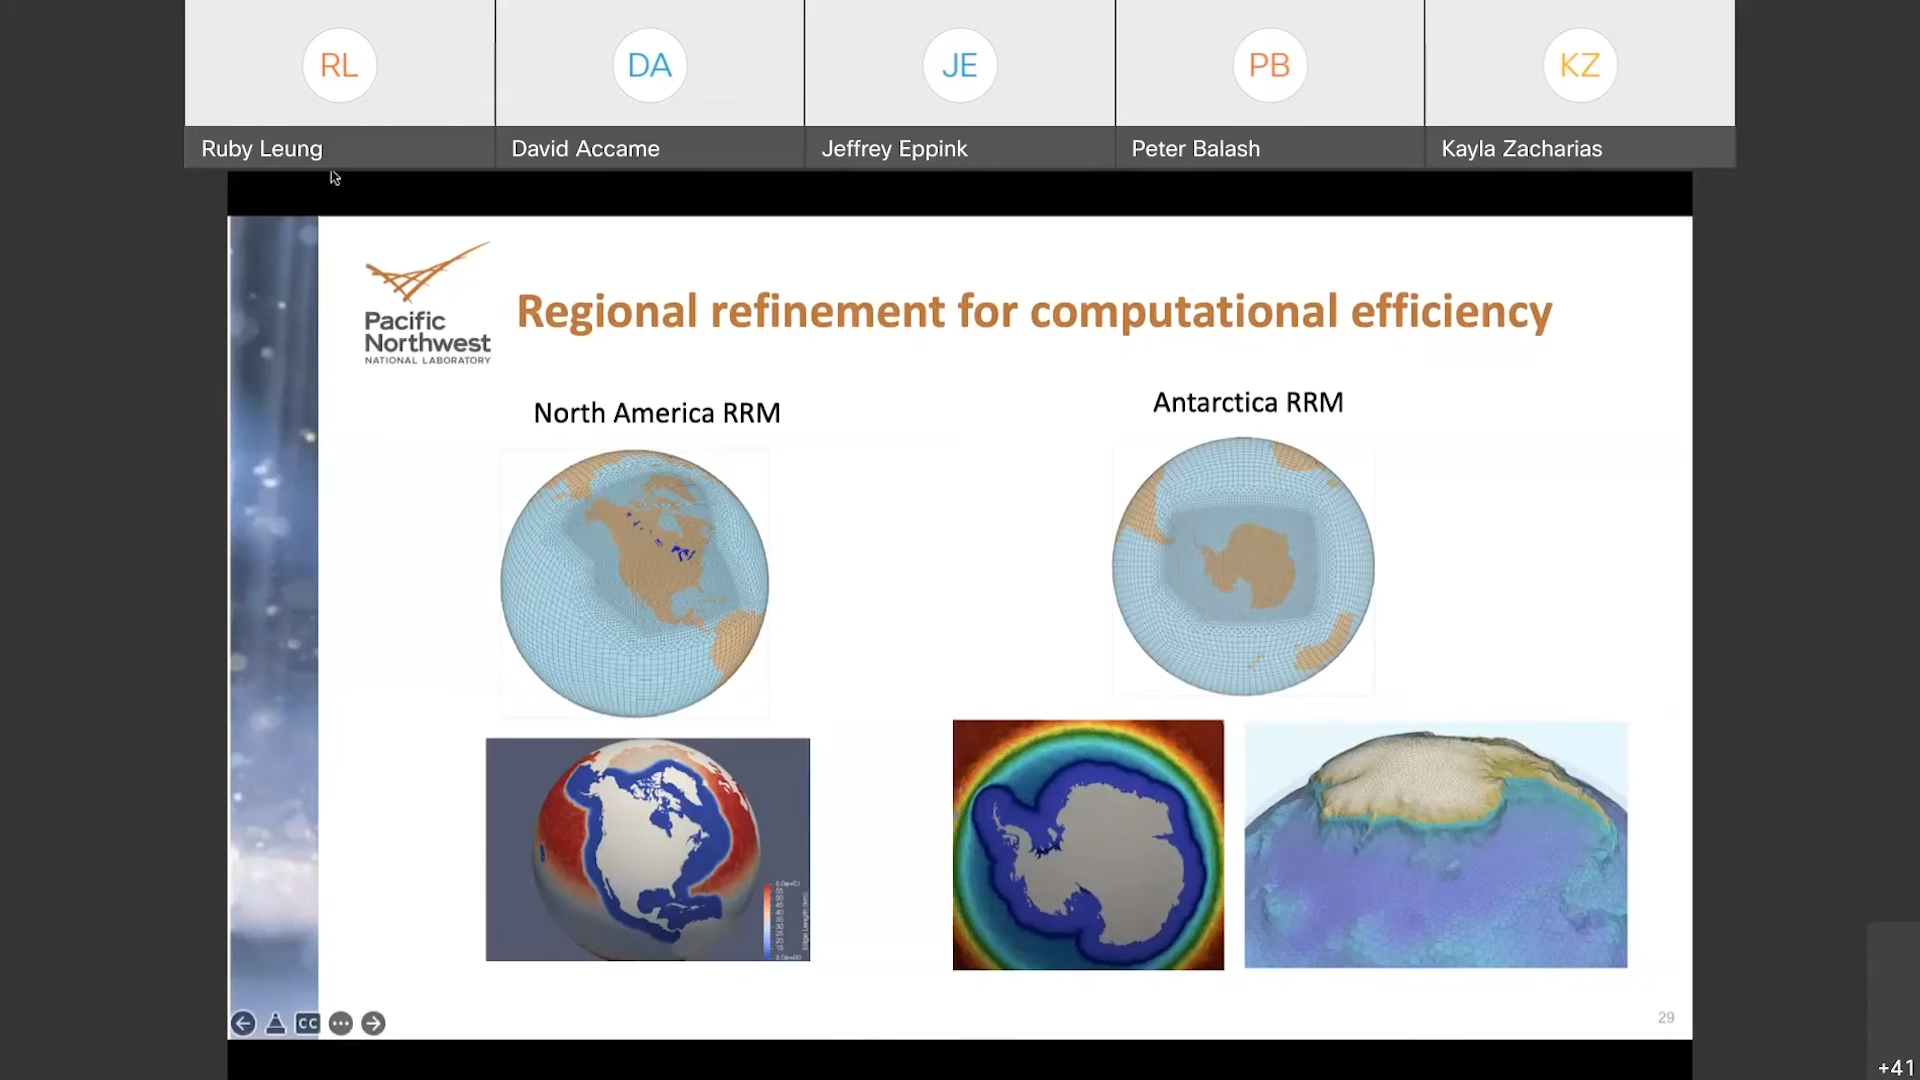 RL
DA
JE
PB
KZ
Ruby Leung
David Accame
Jeffrey Eppink
Peter Balash
Kayla Zacharias
Pacific
Northwest
NATIONAL LABORATORY
Regional refinement for computational efficiency
North America RRM
Antarctica RRM
CC
29
+41